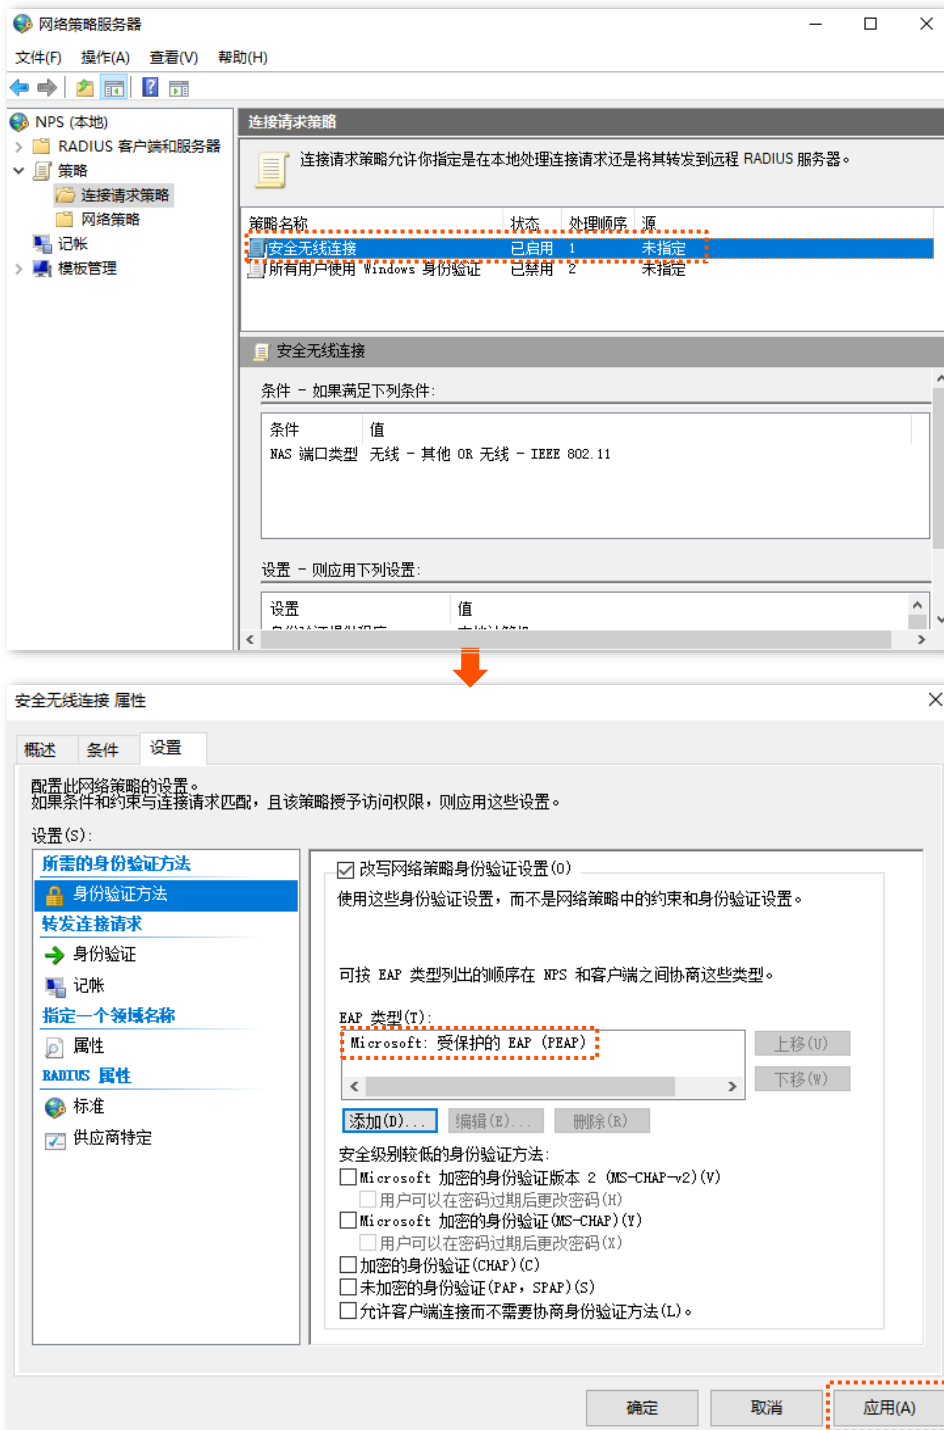 网络策略服务器
文件(F) 操作(A) 查看(V) 帮助(H)
NPS (本地)
RADIUS 客户端和服务器
策略
连接请求策略
网络策略
记帐
模板管理
连接请求策略
连接请求策略允许你指定是在本地处理连接请求还是将其转发到远程 RADIUS 服务器。
策略名称 状态 处理顺序 源
安全无线连接 已启用 1 未指定
所有用户使用 Windows 身份验证 已禁用 2 未指定
安全无线连接
条件 - 如果满足下列条件:
条件 值
NAS 端口类型 无线 - 其他 OR 无线 - IEEE 802.11
设置 - 则应用下列设置:
设置 值
身份验证提供程序 本地计算机
安全无线连接 属性
概述 条件 设置
配置此网络策略的设置。
如果条件和约束与连接请求匹配，且该策略授予访问权限，则应用这些设置。
设置(S):
所需的身份验证方法
身份验证方法
转发连接请求
身份验证
记帐
指定一个领域名称
属性
RADIUS 属性
标准
供应商特定
改写网络策略身份验证设置(O)
使用这些身份验证设置，而不是网络策略中的约束和身份验证设置。
可按 EAP 类型列出的顺序在 NPS 和客户端之间协商这些类型。
EAP 类型(T):
Microsoft: 受保护的 EAP (PEAP)
上移(U)
下移(W)
添加(D)... 编辑(E)... 删除(R)
安全级别较低的身份验证方法:
Microsoft 加密的身份验证版本 2 (MS-CHAP-v2)(V)
用户可以在密码过期后更改密码(H)
Microsoft 加密的身份验证(MS-CHAP)(Y)
用户可以在密码过期后更改密码(X)
加密的身份验证(CHAP)(C)
未加密的身份验证(PAP，SPAP)(S)
允许客户端连接而不需要协商身份验证方法(L)。
确定 取消 应用(A)